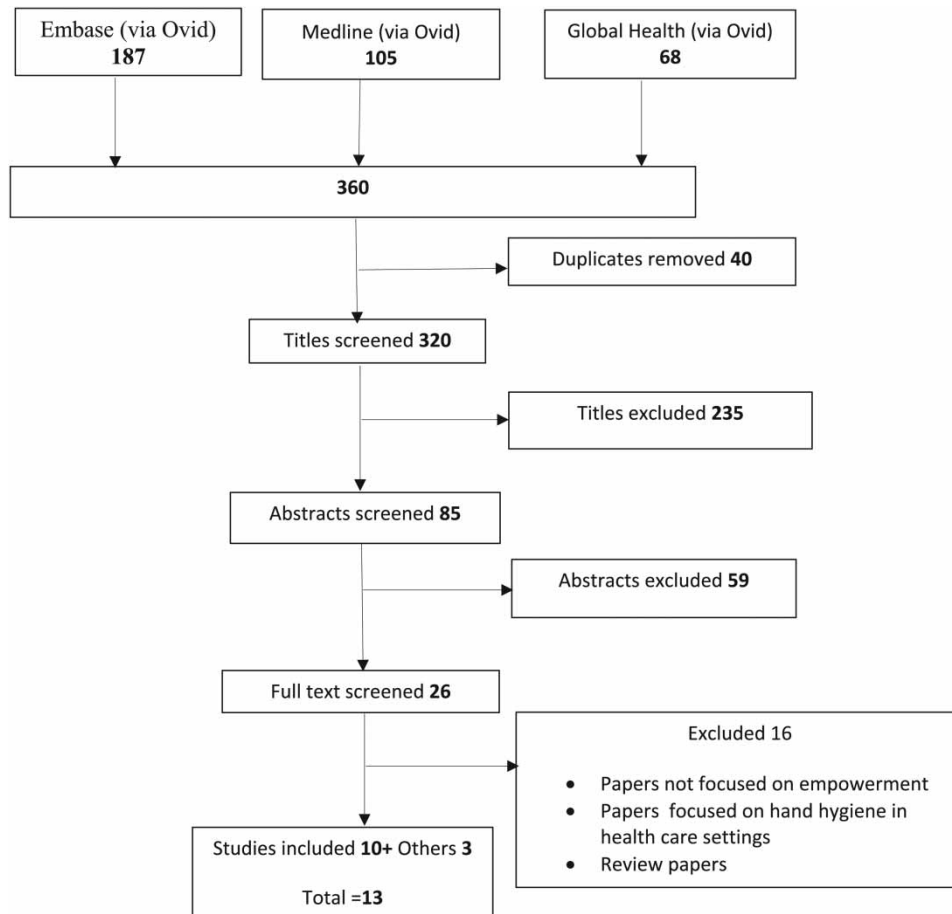 Embase (via Ovid)
187
Medline (via Ovid)
105
Global Health (via Ovid)
68
360
Duplicates removed 40
Titles screened 320
Titles excluded 235
Abstracts screened 85
Abstracts excluded 59
Full text screened 26
Excluded 16
• Papers not focused on empowerment
• Papers focused on hand hygiene in
health care settings
• Review papers
Studies included 10+ Others 3
Total =13